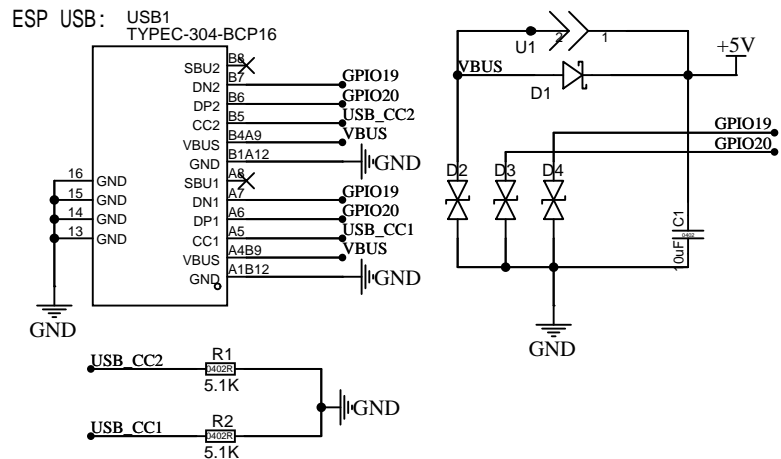 ESP USB:
USB1
TYPEC-304-BCP16
SBU2 B8
DN2 B7 GPIO19
DP2 B6 GPIO20
CC2 B5 USB_CC2
VBUS B4A9 VBUS
GND B1A12 GND
16 GND SBU1 A8
15 GND DN1 A7 GPIO19
14 GND DP1 A6 GPIO20
13 GND CC1 A5 USB_CC1
VBUS A4B9 VBUS
GND A1B12 GND
GND
USB_CC2 R1
0402R
5.1K
GND
USB_CC1 R2
0402R
5.1K
U1 2 1
+5V
VBUS
D1
GPIO19
GPIO20
D2 D3 D4
C1
0402
10uF
GND